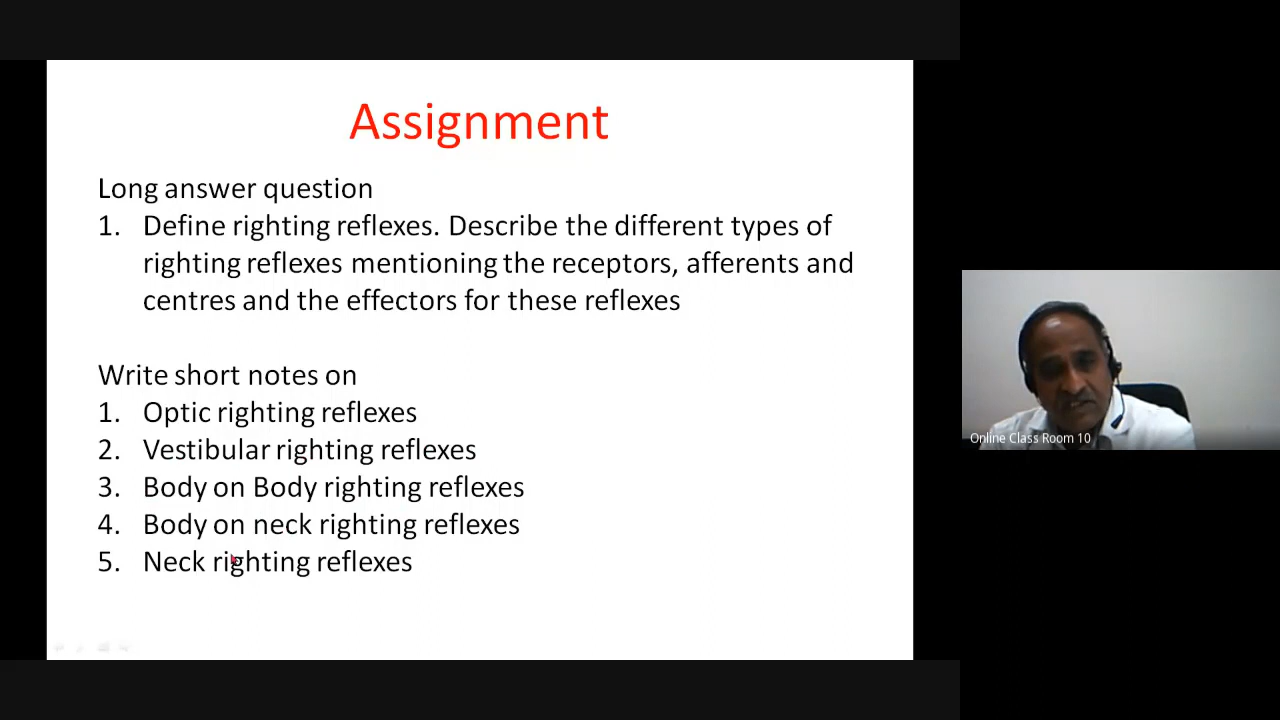 Assignment
Long answer question
1. Define righting reflexes. Describe the different types of
righting reflexes mentioning the receptors, afferents and
centres and the effectors for these reflexes
Write short notes on
1. Optic righting reflexes
2. Vestibular righting reflexes
3. Body on Body righting reflexes
4. Body on neck righting reflexes
5. Neck righting reflexes
Online Class Room 10